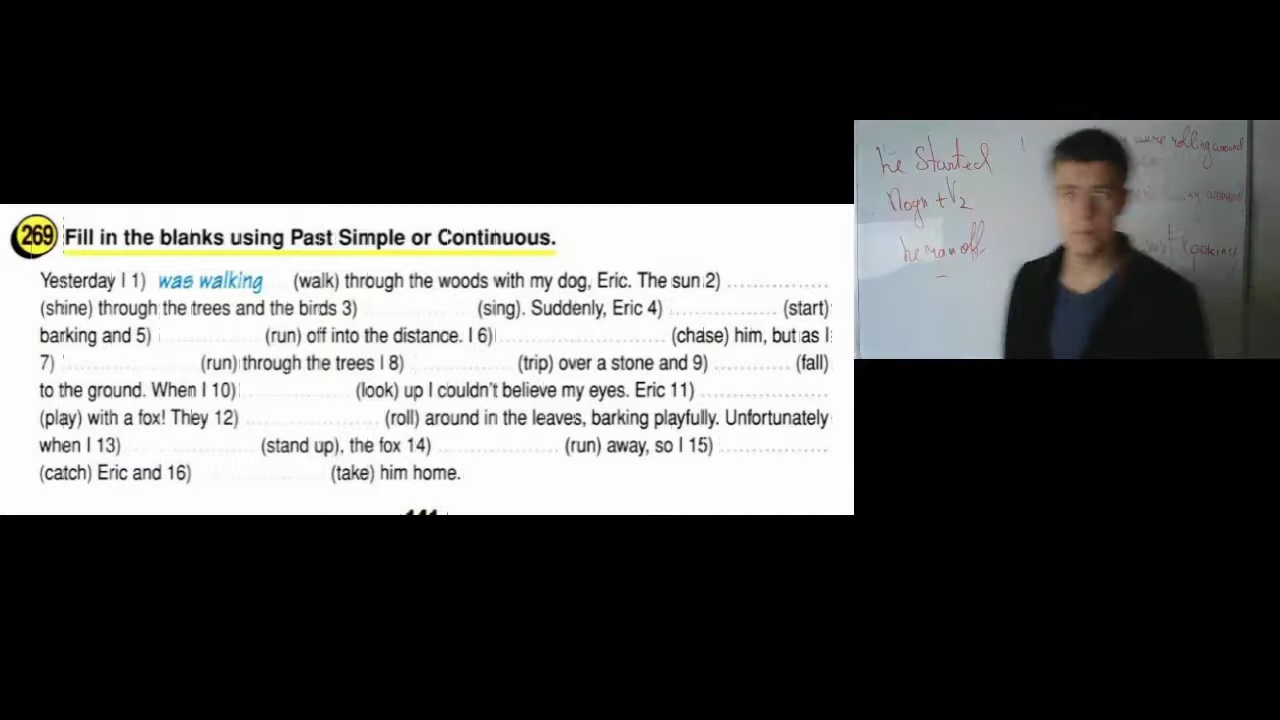 269 Fill in the blanks using Past Simple or Continuous.
Yesterday I 1) was walking (walk) through the woods with my dog, Eric. The sun 2) ..................
(shine) through the trees and the birds 3) .................. (sing). Suddenly, Eric 4) .................. (start)
barking and 5) .................. (run) off into the distance. I 6) .................. (chase) him, but as I
7) .................. (run) through the trees I 8) .................. (trip) over a stone and 9) .................. (fall)
to the ground. When I 10) .................. (look) up I couldn't believe my eyes. Eric 11) ..................
(play) with a fox! They 12) .................. (roll) around in the leaves, barking playfully. Unfortunately
when I 13) .................. (stand up), the fox 14) .................. (run) away, so I 15) ..................
(catch) Eric and 16) .................. (take) him home.
he started
V2
he ran off
were rolling around